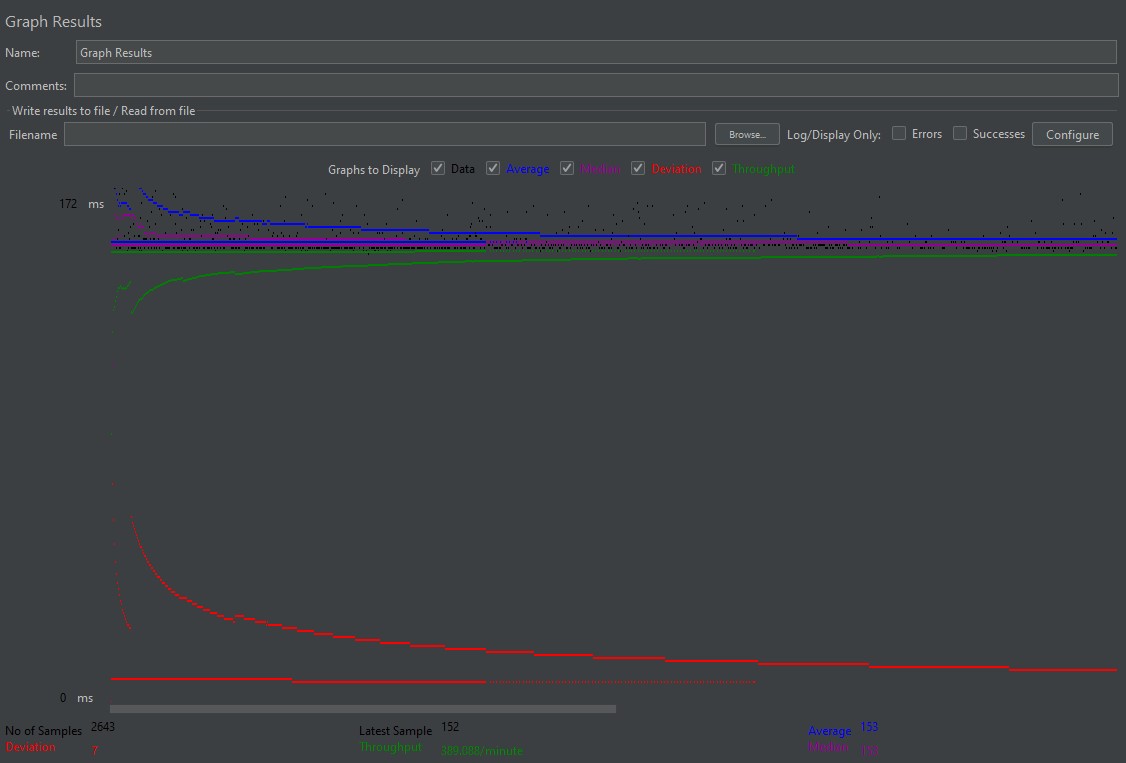 Graph Results
Name: Graph Results
Comments:
Write results to file / Read from file
Filename Browse... Log/Display Only: Errors Successes Configure
Graphs to Display Data Average Median Deviation Throughput
172 ms
0 ms
No of Samples 2643 Latest Sample 152 Average 153
Deviation 7 Throughput 389.088/minute Median